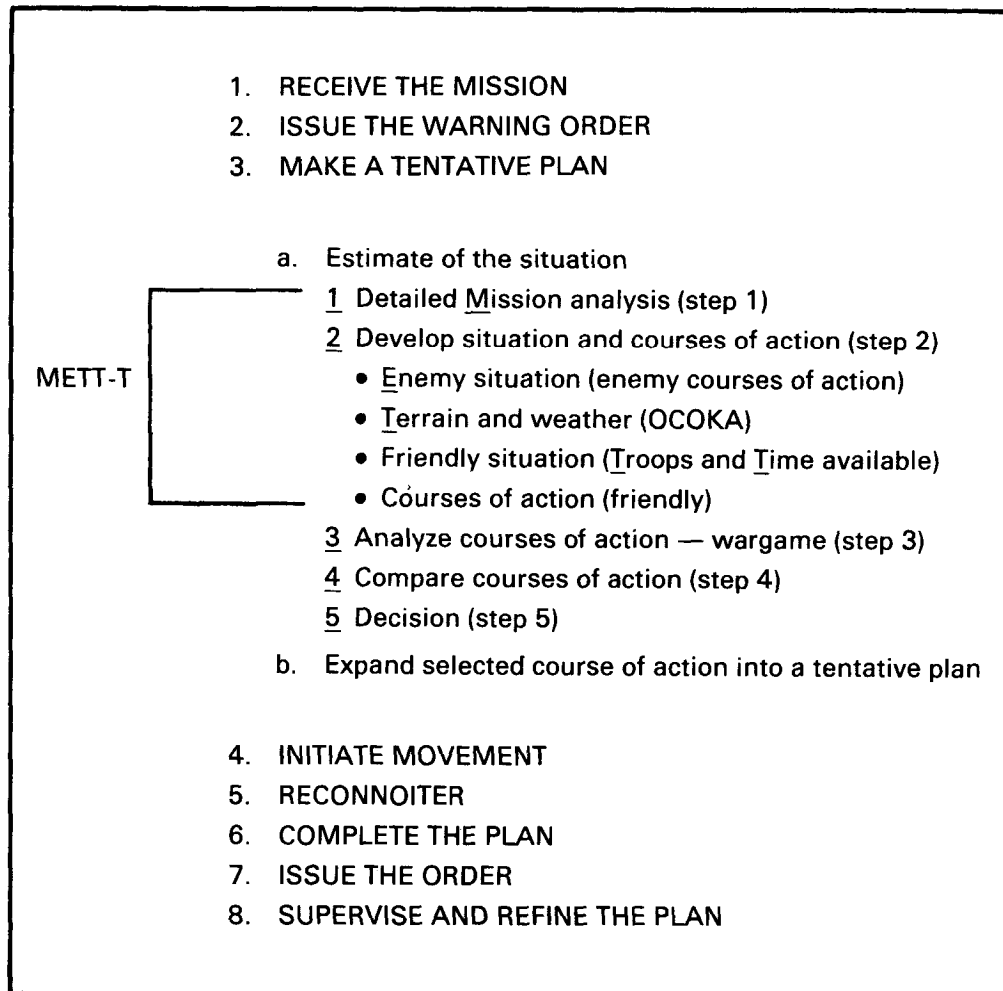 1. RECEIVE THE MISSION
2. ISSUE THE WARNING ORDER
3. MAKE A TENTATIVE PLAN
a. Estimate of the situation
1 Detailed Mission analysis (step 1)
2 Develop situation and courses of action (step 2)
METT-T
• Enemy situation (enemy courses of action)
• Terrain and weather (OCOKA)
• Friendly situation (Troops and Time available)
• Courses of action (friendly)
3 Analyze courses of action — wargame (step 3)
4 Compare courses of action (step 4)
5 Decision (step 5)
b. Expand selected course of action into a tentative plan
4. INITIATE MOVEMENT
5. RECONNOITER
6. COMPLETE THE PLAN
7. ISSUE THE ORDER
8. SUPERVISE AND REFINE THE PLAN